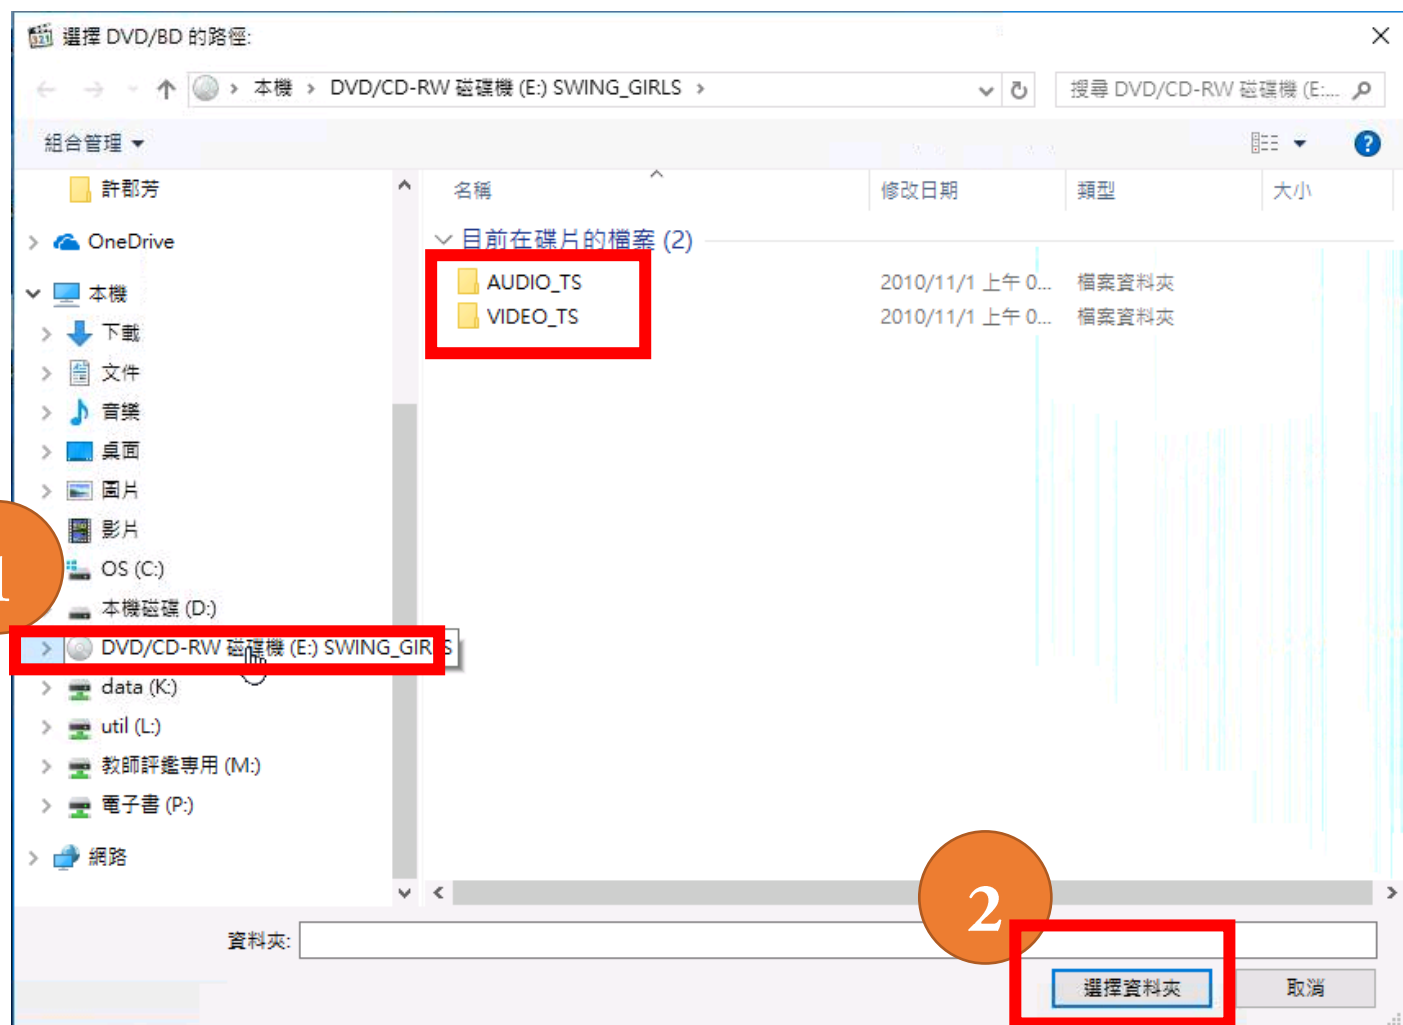 選擇 DVD/BD 的路徑:
本機 DVD/CD-RW 磁碟機 (E:) SWING_GIRLS
搜尋 DVD/CD-RW 磁碟機 (E:...
組合管理
許郡芳
OneDrive
本機
下載
文件
音樂
桌面
圖片
影片
OS (C:)
本機磁碟 (D:)
DVD/CD-RW 磁碟機 (E:) SWING_GIRLS
data (K:)
util (L:)
教師評鑑專用 (M:)
電子書 (P:)
網路
1
名稱 修改日期 類型 大小
目前在碟片的檔案 (2)
AUDIO_TS 2010/11/1 上午 0... 檔案資料夾
VIDEO_TS 2010/11/1 上午 0... 檔案資料夾
2
資料夾:
選擇資料夾 取消